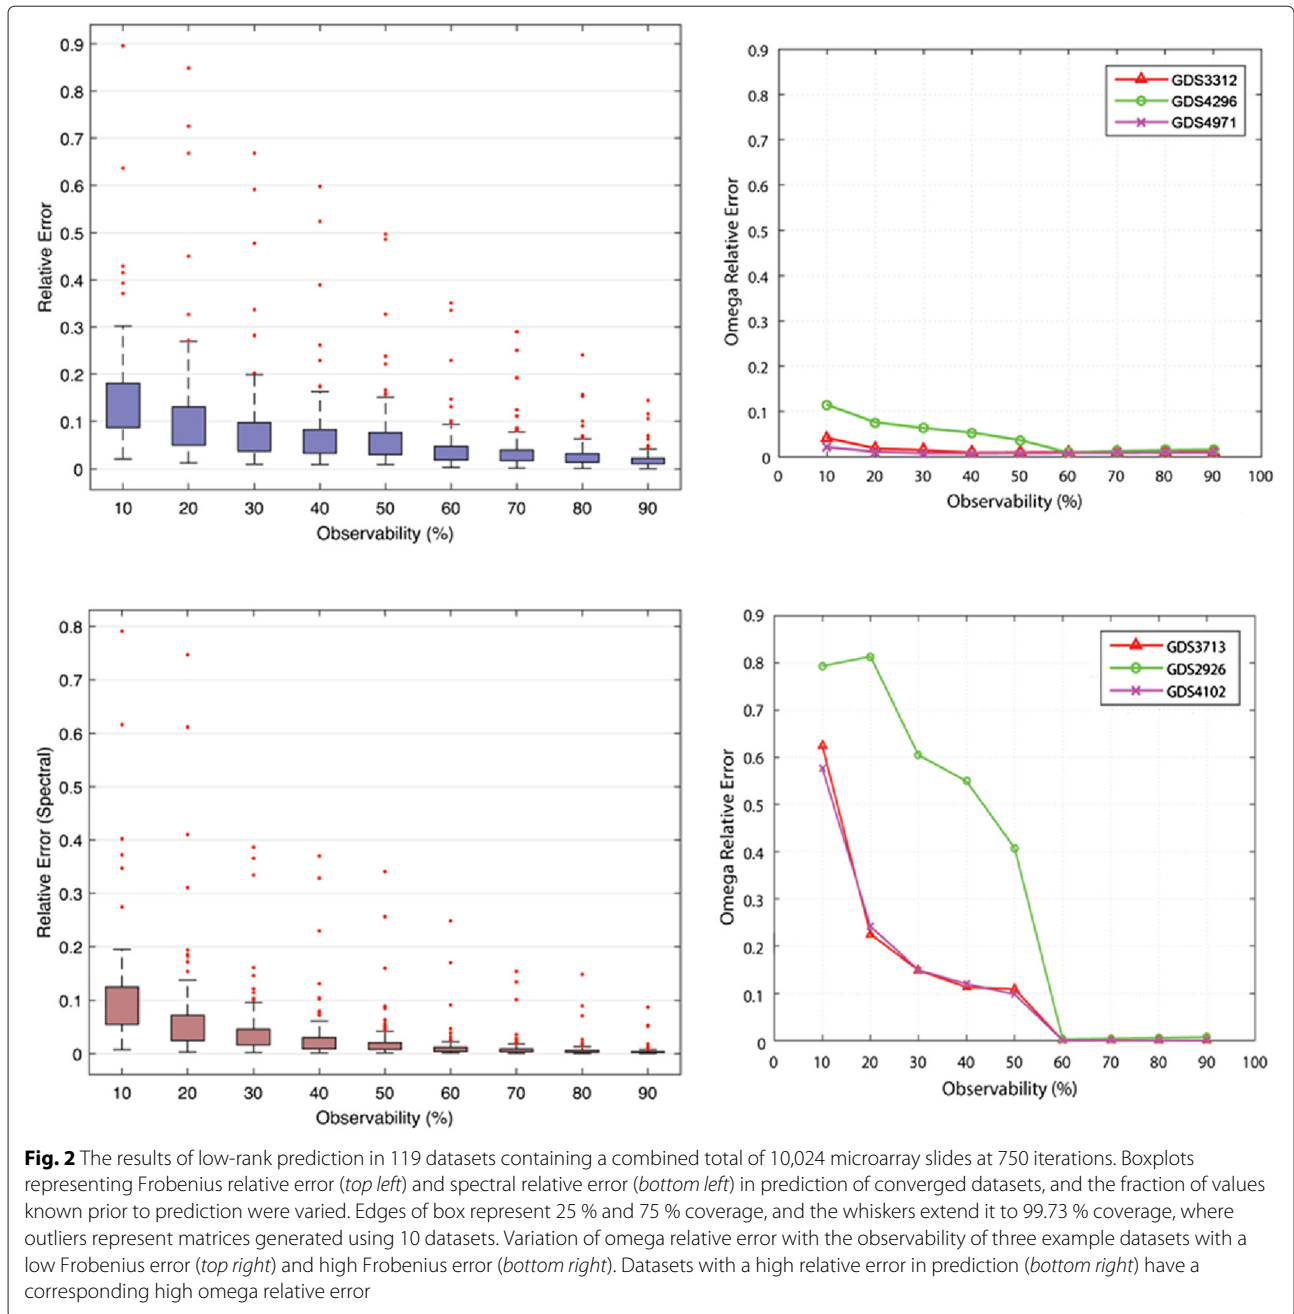 0.9
0.8
0.7
0.6
0.5
0.4
0.3
0.2
0.1
0
Relative Error
10 20 30 40 50 60 70 80 90
Observability (%)
0.9
0.8
0.7
0.6
0.5
0.4
0.3
0.2
0.1
0
Omega Relative Error
GDS3312
GDS4296
GDS4971
0 10 20 30 40 50 60 70 80 90 100
Observability (%)
0.8
0.7
0.6
0.5
0.4
0.3
0.2
0.1
0
Relative Error (Spectral)
10 20 30 40 50 60 70 80 90
Observability (%)
0.9
0.8
0.7
0.6
0.5
0.4
0.3
0.2
0.1
0
Omega Relative Error
GDS3713
GDS2926
GDS4102
0 10 20 30 40 50 60 70 80 90 100
Observability (%)
Fig. 2 The results of low-rank prediction in 119 datasets containing a combined total of 10,024 microarray slides at 750 iterations. Boxplots
representing Frobenius relative error (top left) and spectral relative error (bottom left) in prediction of converged datasets, and the fraction of values
known prior to prediction were varied. Edges of box represent 25 % and 75 % coverage, and the whiskers extend it to 99.73 % coverage, where
outliers represent matrices generated using 10 datasets. Variation of omega relative error with the observability of three example datasets with a
low Frobenius error (top right) and high Frobenius error (bottom right). Datasets with a high relative error in prediction (bottom right) have a
corresponding high omega relative error